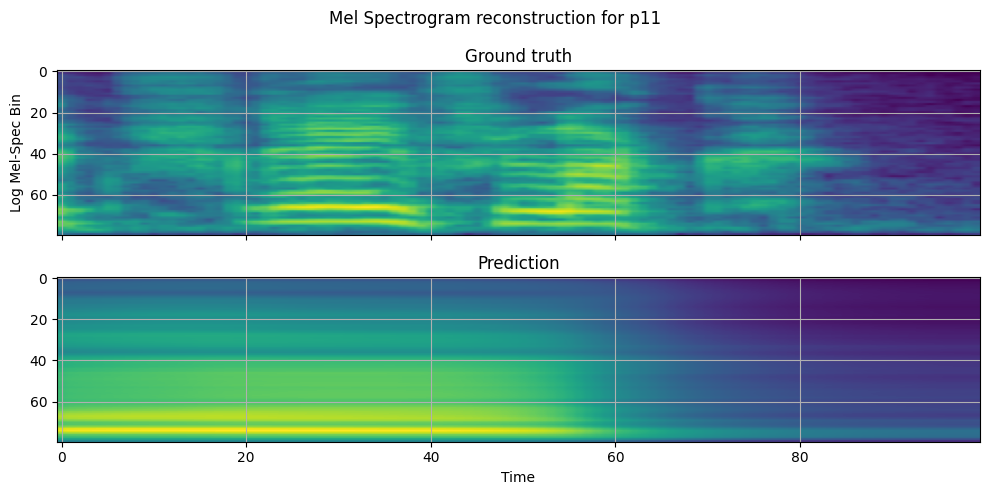 Mel Spectrogram reconstruction for p11
Ground truth
Log Mel-Spec Bin
0
20
40
60
Prediction
0
20
40
60
0 20 40 60 80
Time